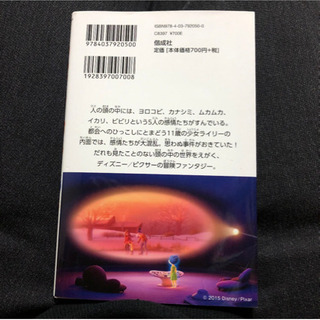 9784037920500
1928397007008
ISBN978-4-03-792050-0
C8397 ¥700E
偕成社
定価[本体価格700円+税]
人の頭の中には、ヨロコビ、カナシミ、ムカムカ、
イカリ、ビビリという5人の感情たちがすんでいる。
都会へのひっこしにとまどう11歳の少女ライリーの
内面では、感情たちが大混乱。思わぬ事件がおきていた!
だれも見たことのない頭の中の世界をえがく、
ディズニー/ピクサーの冒険ファンタジー。
© 2015 Disney/Pixar